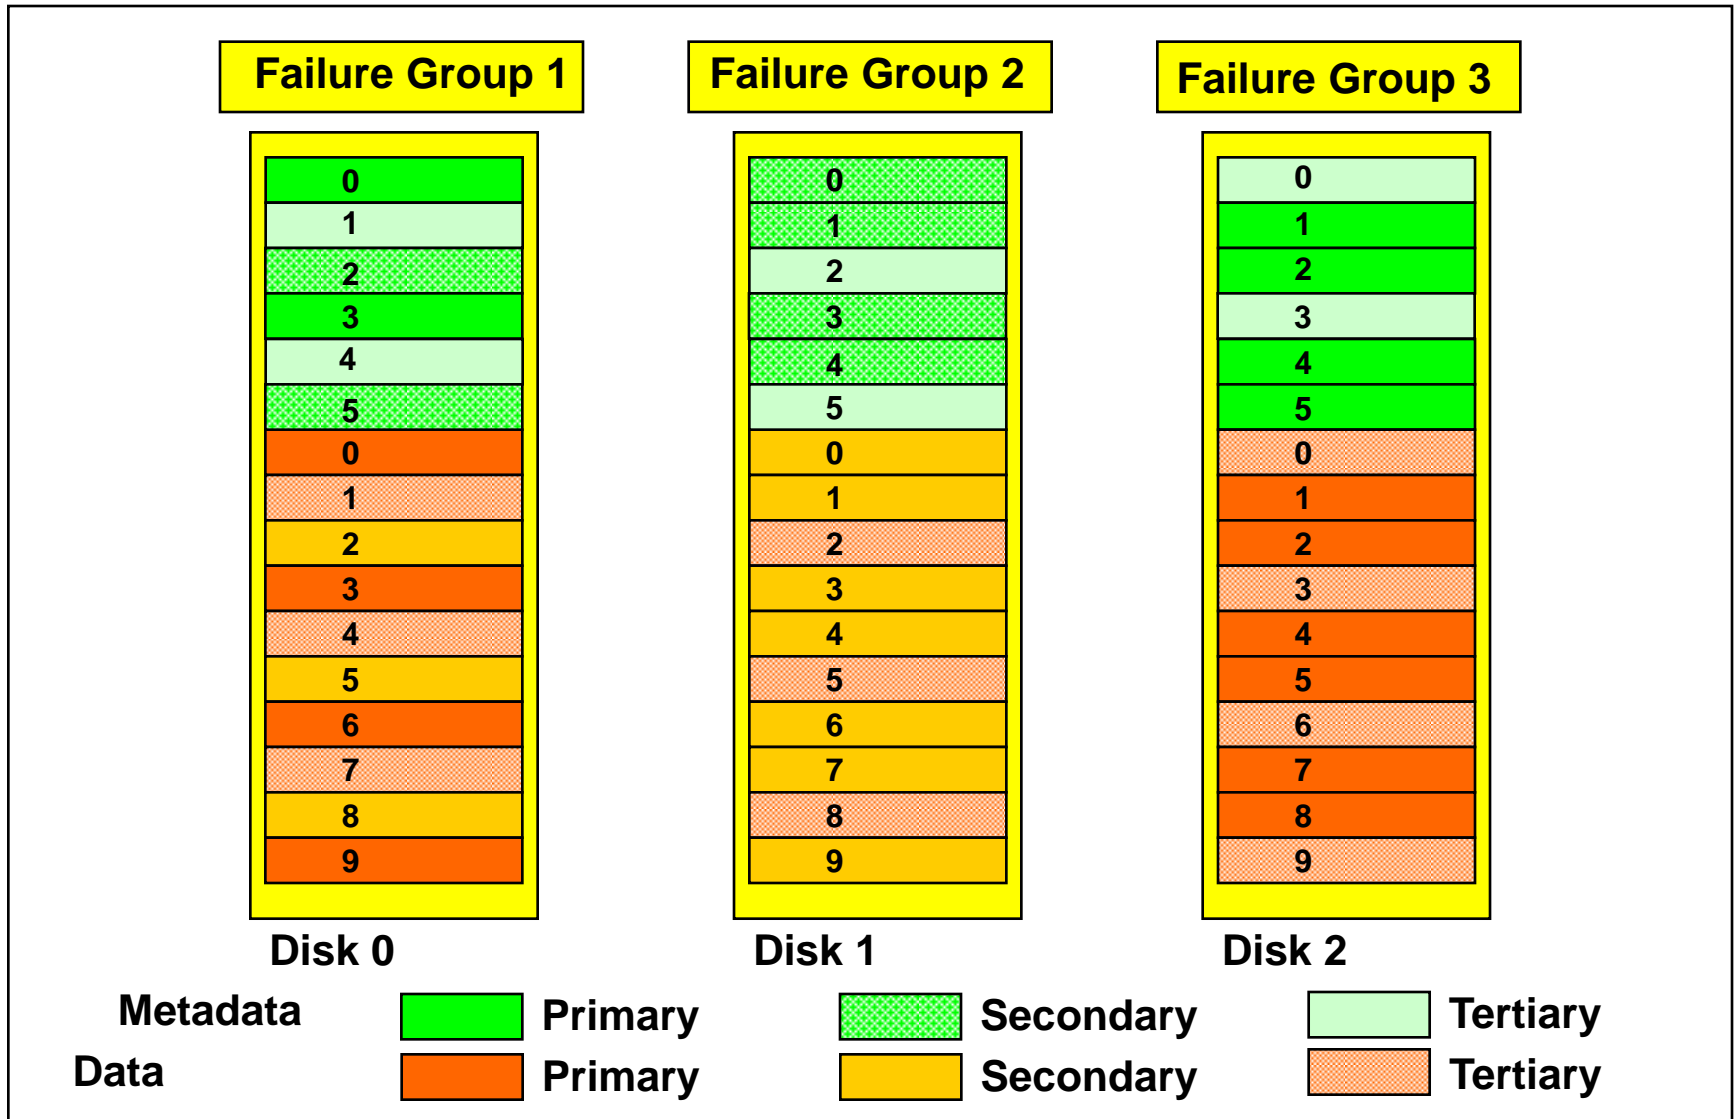 Failure Group 1 Failure Group 2 Failure Group 3
0 0 0
1 1 1
2 2 2
3 3 3
4 4 4
5 5 5
0 0 0
1 1 1
2 2 2
3 3 3
4 4 4
5 5 5
6 6 6
7 7 7
8 8 8
9 9 9
Disk 0 Disk 1 Disk 2
Metadata Primary Secondary Tertiary
Data Primary Secondary Tertiary